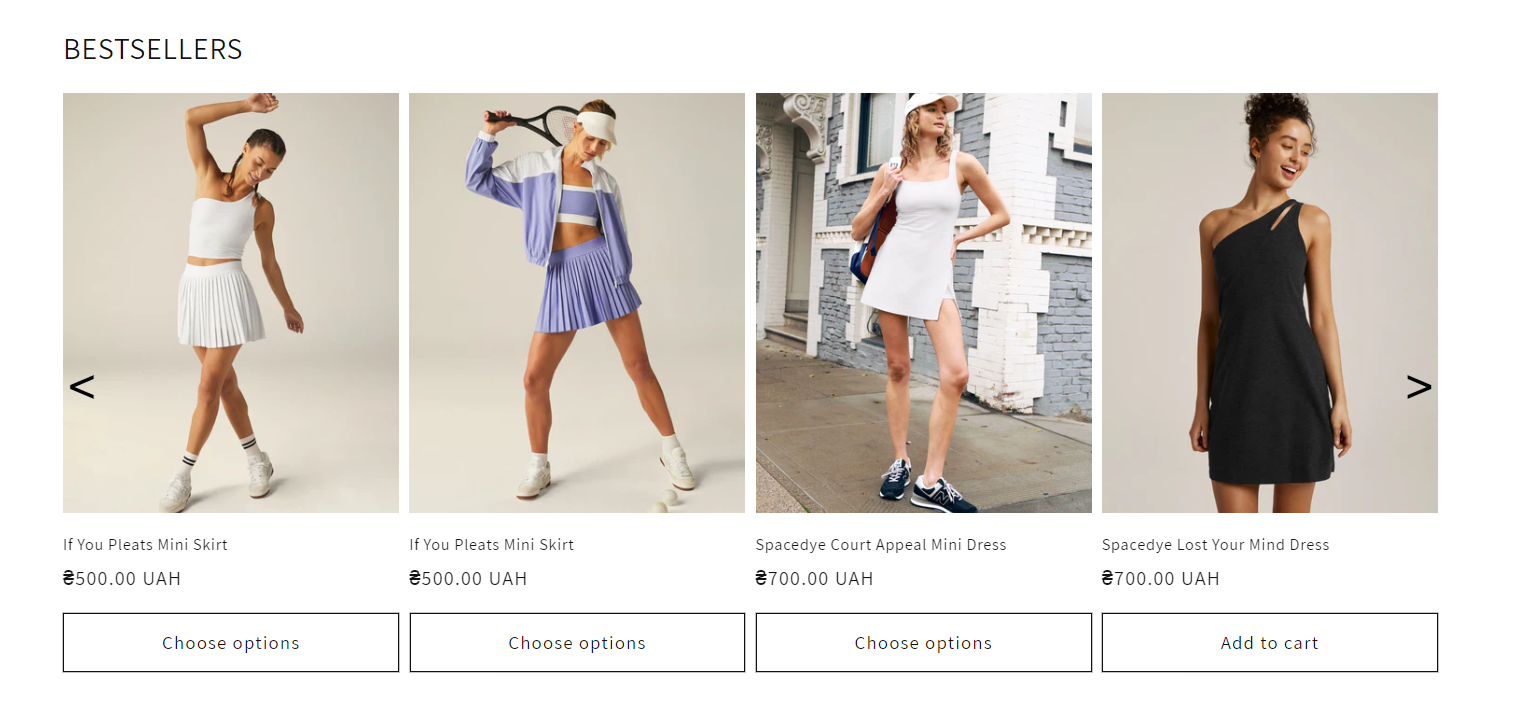 BESTSELLERS
<
>
If You Pleats Mini Skirt
₴500.00 UAH
Choose options
If You Pleats Mini Skirt
₴500.00 UAH
Choose options
Spacedye Court Appeal Mini Dress
₴700.00 UAH
Choose options
Spacedye Lost Your Mind Dress
₴700.00 UAH
Add to cart